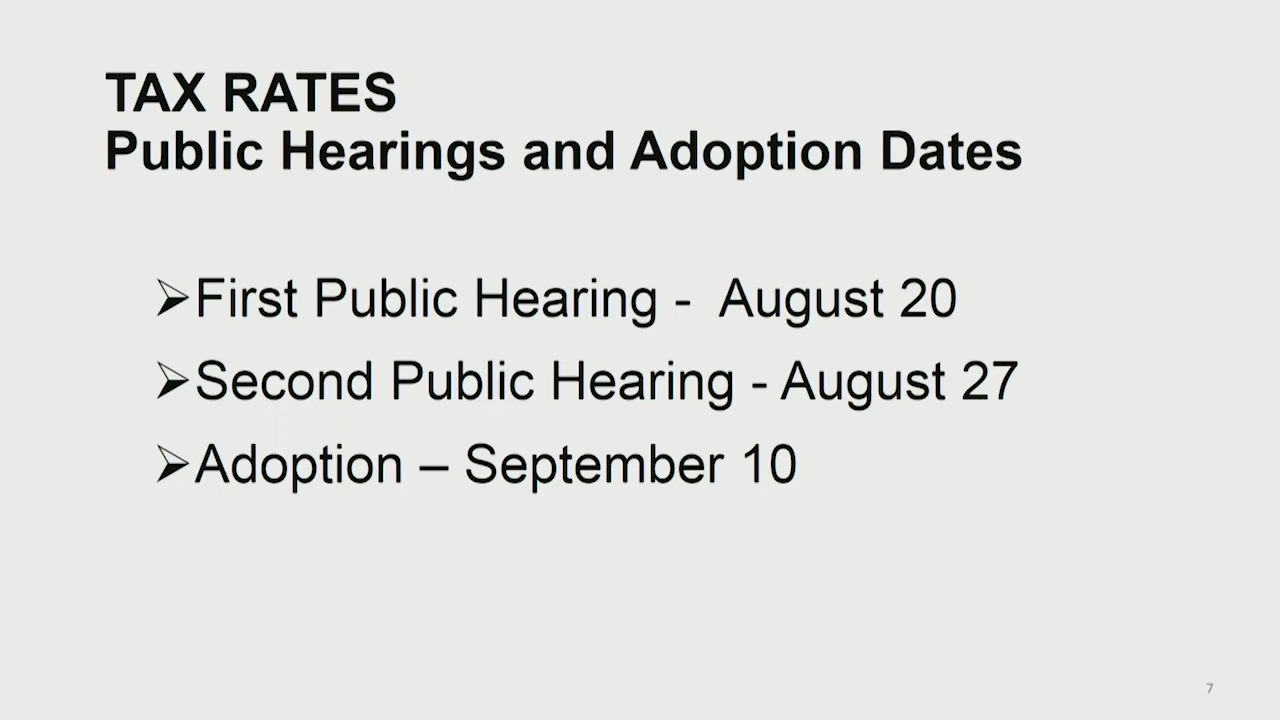 TAX RATES
Public Hearings and Adoption Dates
➢First Public Hearing - August 20
➢Second Public Hearing - August 27
➢Adoption – September 10
7